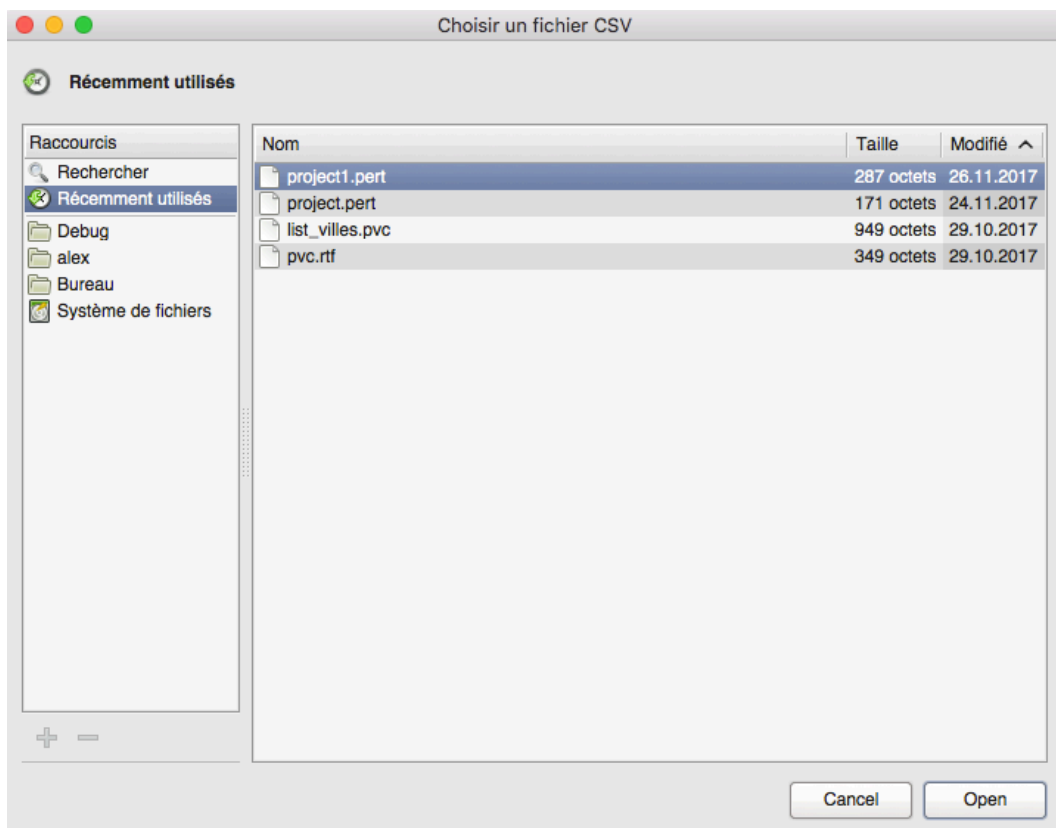 Choisir un fichier CSV
Récemment utilisés
Raccourcis
Rechercher
Récemment utilisés
Debug
alex
Bureau
Système de fichiers
Nom Taille Modifié
project1.pert 287 octets 26.11.2017
project.pert 171 octets 24.11.2017
list_villes.pvc 949 octets 29.10.2017
pvc.rtf 349 octets 29.10.2017
Cancel Open